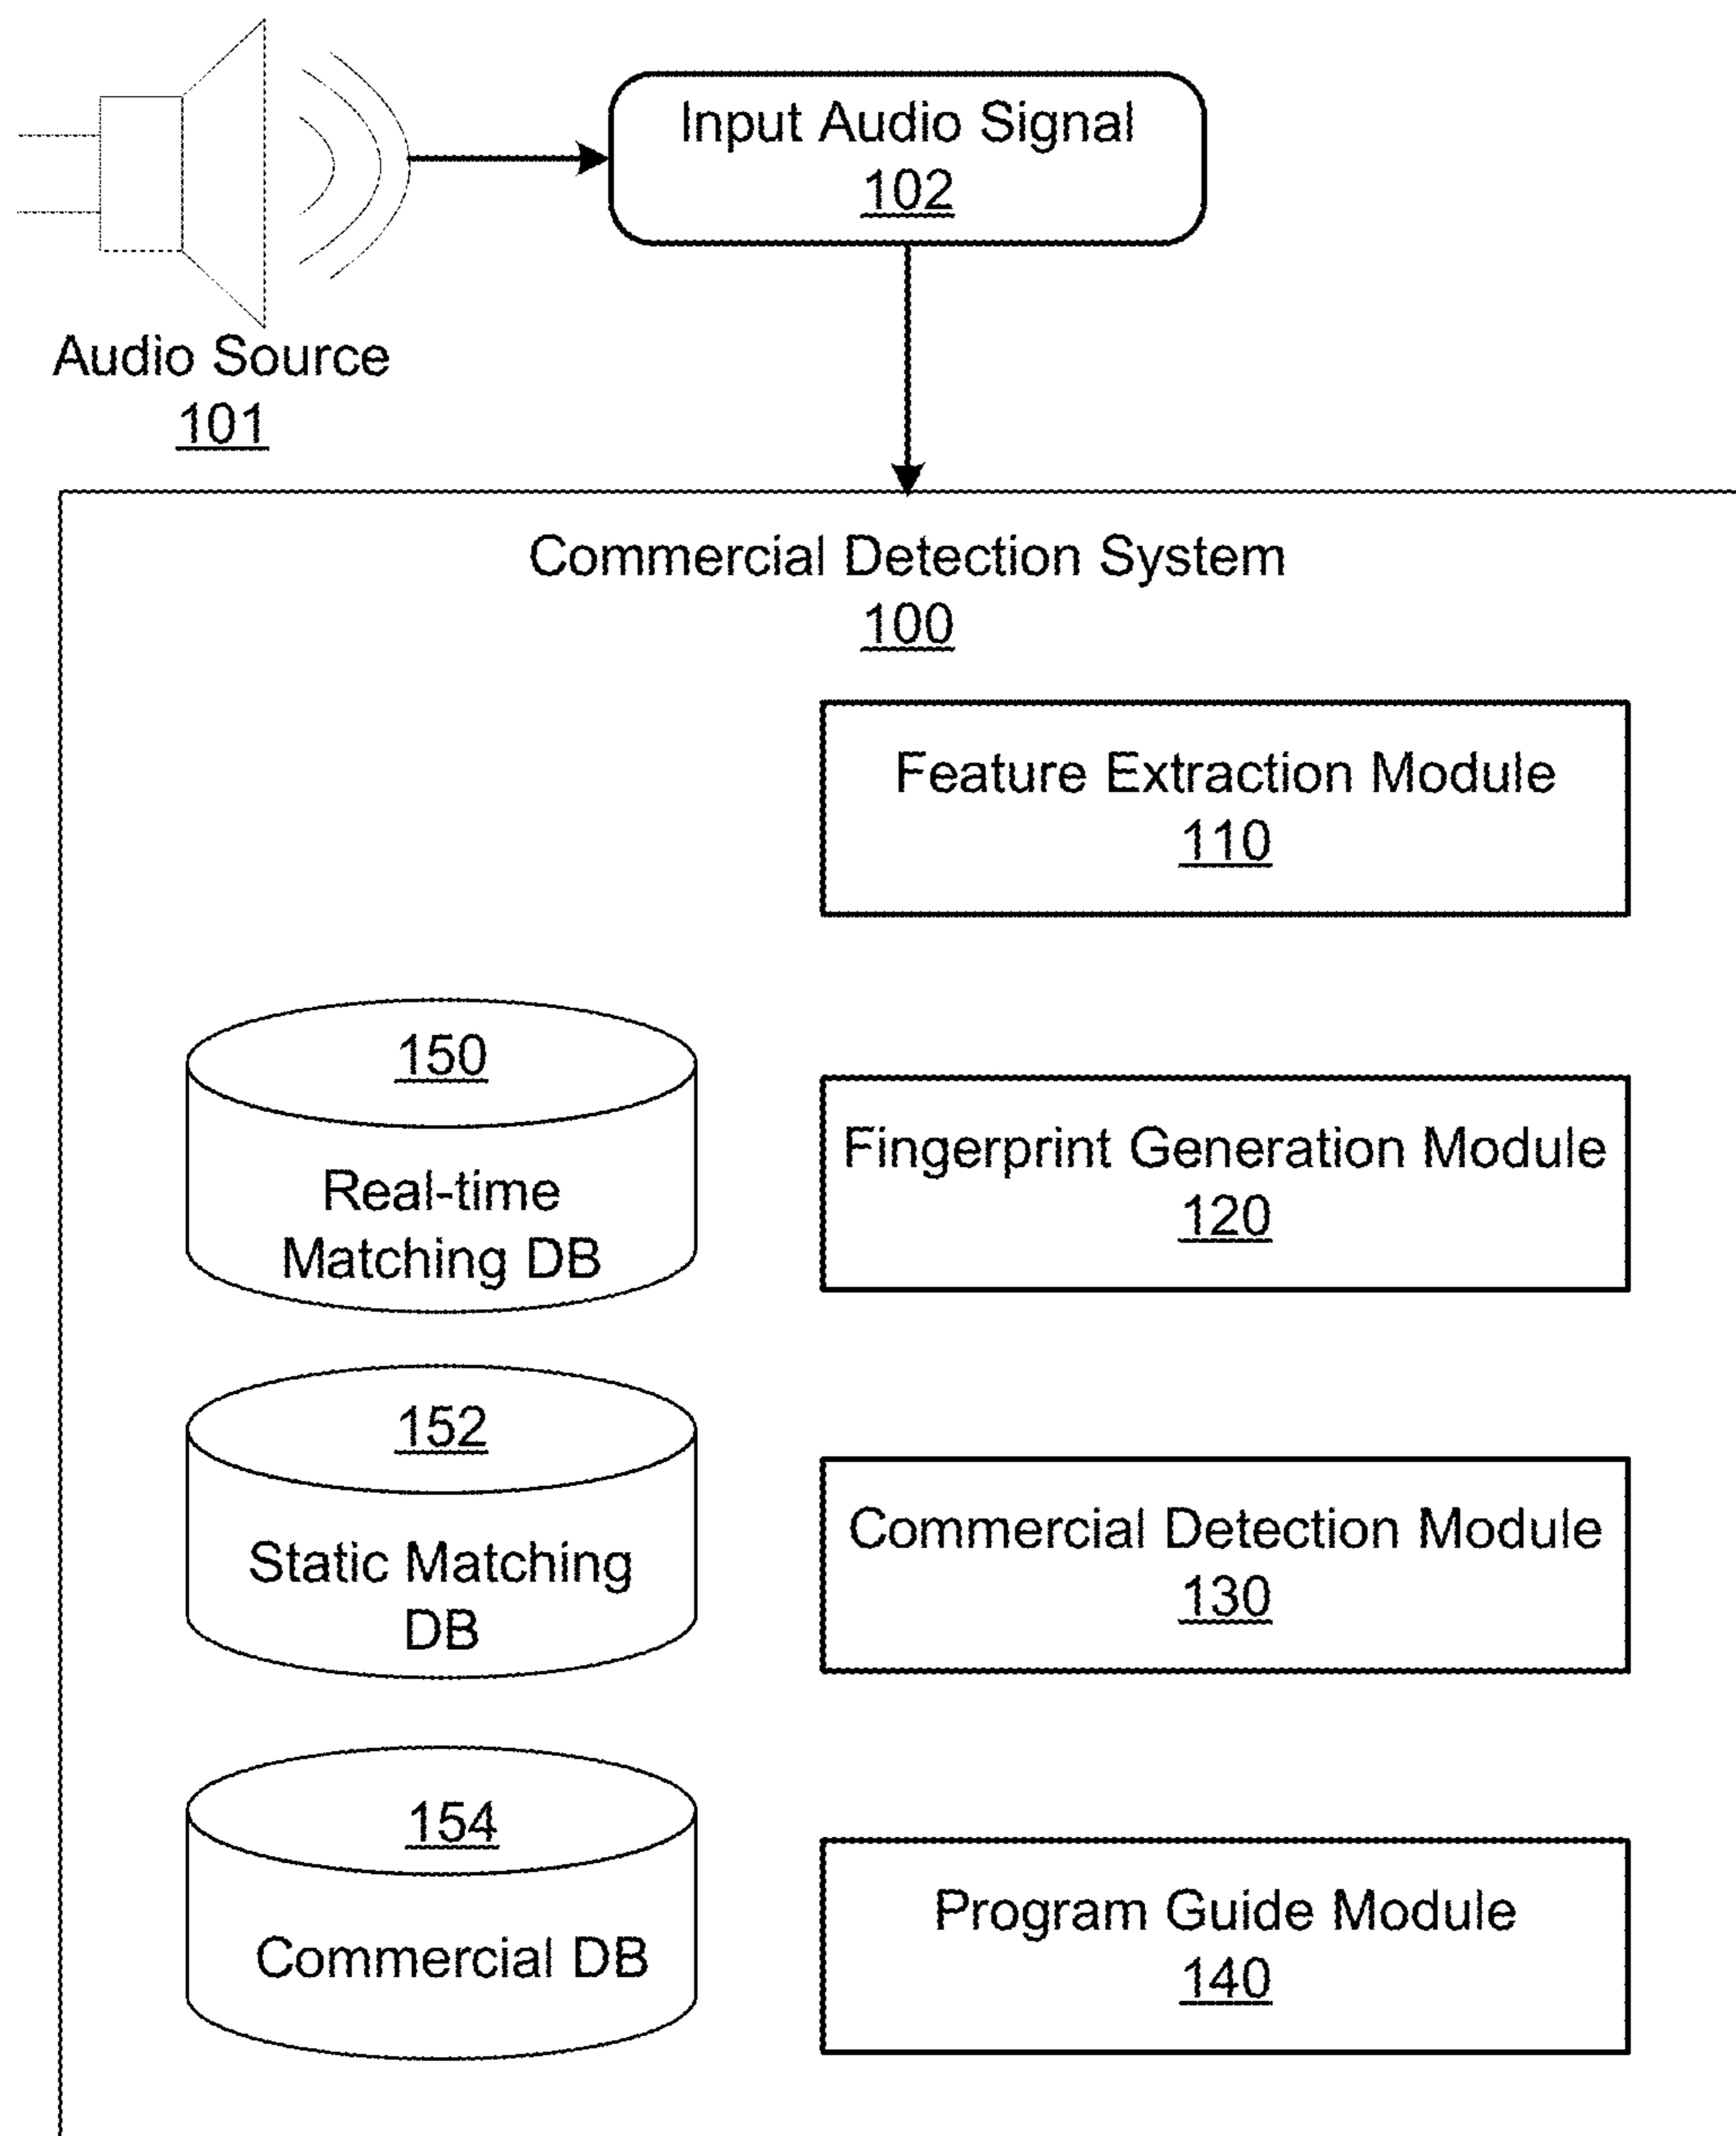 Input Audio Signal
102
Audio Source
101
Commercial Detection System
100
Feature Extraction Module
110
150
Real-time
Matching DB
Fingerprint Generation Module
120
152
Static Matching
DB
Commercial Detection Module
130
154
Commercial DB
Program Guide Module
140